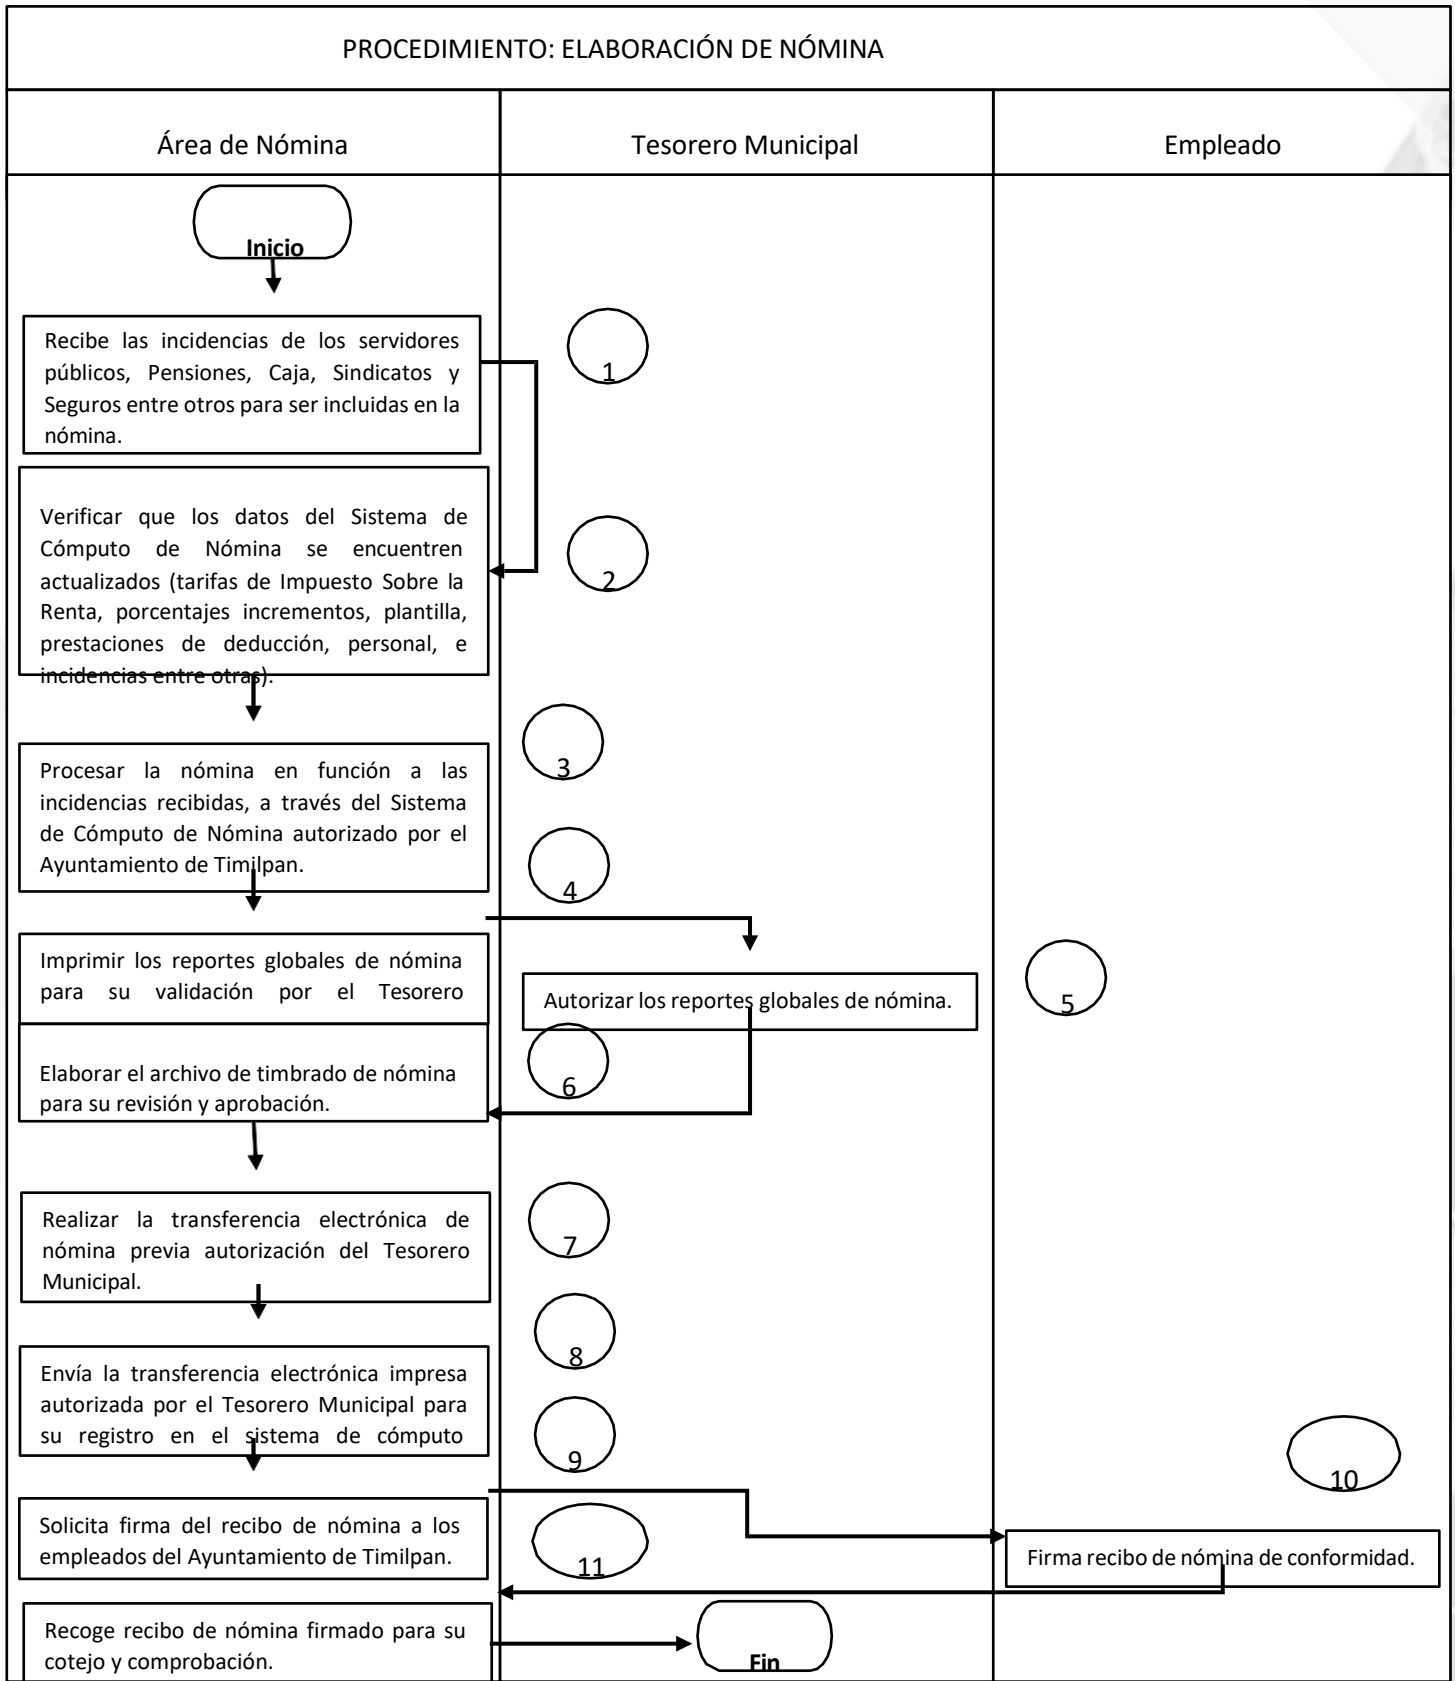 PROCEDIMIENTO: ELABORACIÓN DE NÓMINA
Área de Nómina
Tesorero Municipal
Empleado
Inicio
Recibe las incidencias de los servidores
públicos, Pensiones, Caja, Sindicatos y
Seguros entre otros para ser incluidas en la
nómina.
1
Verificar que los datos del Sistema de
Cómputo de Nómina se encuentren
actualizados (tarifas de Impuesto Sobre la
Renta, porcentajes incrementos, plantilla,
prestaciones de deducción, personal, e
incidencias entre otras).
2
Procesar la nómina en función a las
incidencias recibidas, a través del Sistema
de Cómputo de Nómina autorizado por el
Ayuntamiento de Timilpan.
3
4
Imprimir los reportes globales de nómina
para su validación por el Tesorero
Autorizar los reportes globales de nómina.
5
Elaborar el archivo de timbrado de nómina
para su revisión y aprobación.
6
Realizar la transferencia electrónica de
nómina previa autorización del Tesorero
Municipal.
7
Envía la transferencia electrónica impresa
autorizada por el Tesorero Municipal para
su registro en el sistema de cómputo
8
9
10
Solicita firma del recibo de nómina a los
empleados del Ayuntamiento de Timilpan.
11
Firma recibo de nómina de conformidad.
Recoge recibo de nómina firmado para su
cotejo y comprobación.
Fin